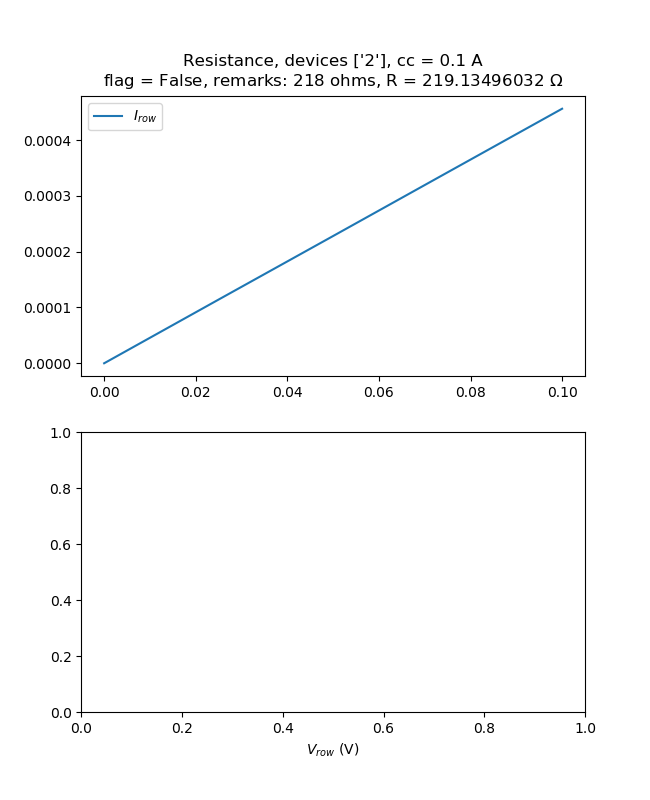 Resistance, devices ['2'], cc = 0.1 A
flag = False, remarks: 218 ohms, R = 219.13496032 Ω
I_row
0.0004
0.0003
0.0002
0.0001
0.0000
0.00 0.02 0.04 0.06 0.08 0.10
1.0
0.8
0.6
0.4
0.2
0.0
0.0 0.2 0.4 0.6 0.8 1.0
V_row (V)